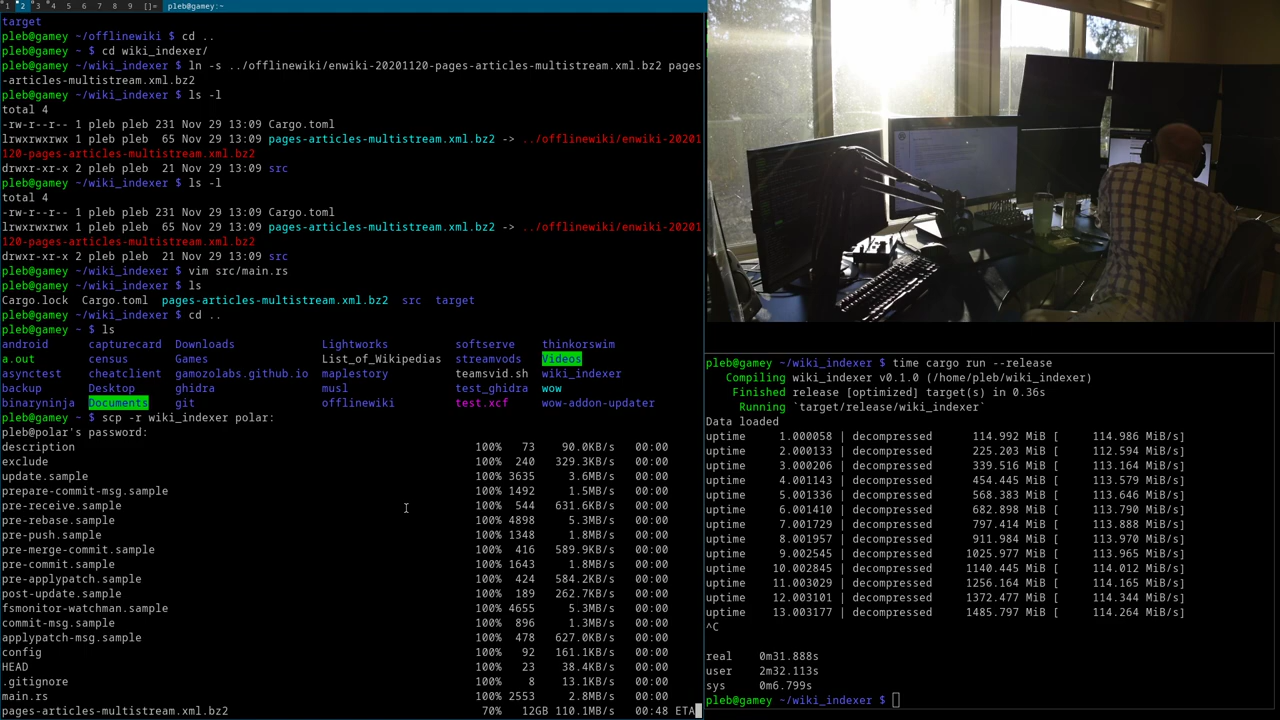 1 2 3 4 5 6 7 8 9 []= pleb@gamey:~
target
pleb@gamey ~/offlinewiki $ cd ..
pleb@gamey ~ $ cd wiki_indexer/
pleb@gamey ~/wiki_indexer $ ln -s ../offlinewiki/enwiki-20201120-pages-articles-multistream.xml.bz2 pages
-articles-multistream.xml.bz2
pleb@gamey ~/wiki_indexer $ ls -l
total 4
-rw-r--r-- 1 pleb pleb 231 Nov 29 13:09 Cargo.toml
lrwxrwxrwx 1 pleb pleb  65 Nov 29 13:09 pages-articles-multistream.xml.bz2 -> ../offlinewiki/enwiki-20201
120-pages-articles-multistream.xml.bz2
drwxr-xr-x 2 pleb pleb  21 Nov 29 13:09 src
pleb@gamey ~/wiki_indexer $ ls -l
total 4
-rw-r--r-- 1 pleb pleb 231 Nov 29 13:09 Cargo.toml
lrwxrwxrwx 1 pleb pleb  65 Nov 29 13:09 pages-articles-multistream.xml.bz2 -> ../offlinewiki/enwiki-20201
120-pages-articles-multistream.xml.bz2
drwxr-xr-x 2 pleb pleb  21 Nov 29 13:09 src
pleb@gamey ~/wiki_indexer $ vim src/main.rs
pleb@gamey ~/wiki_indexer $ ls
Cargo.lock  Cargo.toml  pages-articles-multistream.xml.bz2  src  target
pleb@gamey ~/wiki_indexer $ cd ..
pleb@gamey ~ $ ls
android capturecard Downloads Lightworks softserve thinkorswim
a.out census Games List_of_Wikipedias streamvods Videos
asynctest cheatclient gamozolabs.github.io maplestory teamsvid.sh wiki_indexer
backup Desktop ghidra musl test_ghidra wow
binaryninja Documents git offlinewiki test.xcf wow-addon-updater
pleb@gamey ~ $ scp -r wiki_indexer polar:
pleb@polar's password:
description 100% 73 90.0KB/s 00:00
exclude 100% 240 329.3KB/s 00:00
update.sample 100% 3635 3.6MB/s 00:00
prepare-commit-msg.sample 100% 1492 1.5MB/s 00:00
pre-receive.sample 100% 544 631.6KB/s 00:00
pre-rebase.sample 100% 4898 5.3MB/s 00:00
pre-push.sample 100% 1348 1.8MB/s 00:00
pre-merge-commit.sample 100% 416 589.9KB/s 00:00
pre-commit.sample 100% 1643 1.8MB/s 00:00
pre-applypatch.sample 100% 424 584.2KB/s 00:00
post-update.sample 100% 189 262.7KB/s 00:00
fsmonitor-watchman.sample 100% 4655 5.3MB/s 00:00
commit-msg.sample 100% 896 1.3MB/s 00:00
applypatch-msg.sample 100% 478 627.0KB/s 00:00
config 100% 92 161.1KB/s 00:00
HEAD 100% 23 38.4KB/s 00:00
.gitignore 100% 8 13.1KB/s 00:00
main.rs 100% 2553 2.8MB/s 00:00
pages-articles-multistream.xml.bz2 70% 12GB 110.1MB/s 00:48 ETA
pleb@gamey ~/wiki_indexer $ time cargo run --release
Compiling wiki_indexer v0.1.0 (/home/pleb/wiki_indexer)
Finished release [optimized] target(s) in 0.36s
Running `target/release/wiki_indexer`
Data loaded
uptime 1.000058 | decompressed 114.992 MiB [ 114.986 MiB/s]
uptime 2.000133 | decompressed 225.203 MiB [ 112.594 MiB/s]
uptime 3.000206 | decompressed 339.516 MiB [ 113.164 MiB/s]
uptime 4.001143 | decompressed 454.445 MiB [ 113.579 MiB/s]
uptime 5.001336 | decompressed 568.383 MiB [ 113.646 MiB/s]
uptime 6.001410 | decompressed 682.898 MiB [ 113.790 MiB/s]
uptime 7.001729 | decompressed 797.414 MiB [ 113.888 MiB/s]
uptime 8.001957 | decompressed 911.984 MiB [ 113.970 MiB/s]
uptime 9.002545 | decompressed 1025.977 MiB [ 113.965 MiB/s]
uptime 10.002845 | decompressed 1140.445 MiB [ 114.012 MiB/s]
uptime 11.003029 | decompressed 1256.164 MiB [ 114.165 MiB/s]
uptime 12.003101 | decompressed 1372.477 MiB [ 114.344 MiB/s]
uptime 13.003177 | decompressed 1485.797 MiB [ 114.264 MiB/s]
^C
real 0m31.888s
user 2m32.113s
sys 0m6.799s
pleb@gamey ~/wiki_indexer $